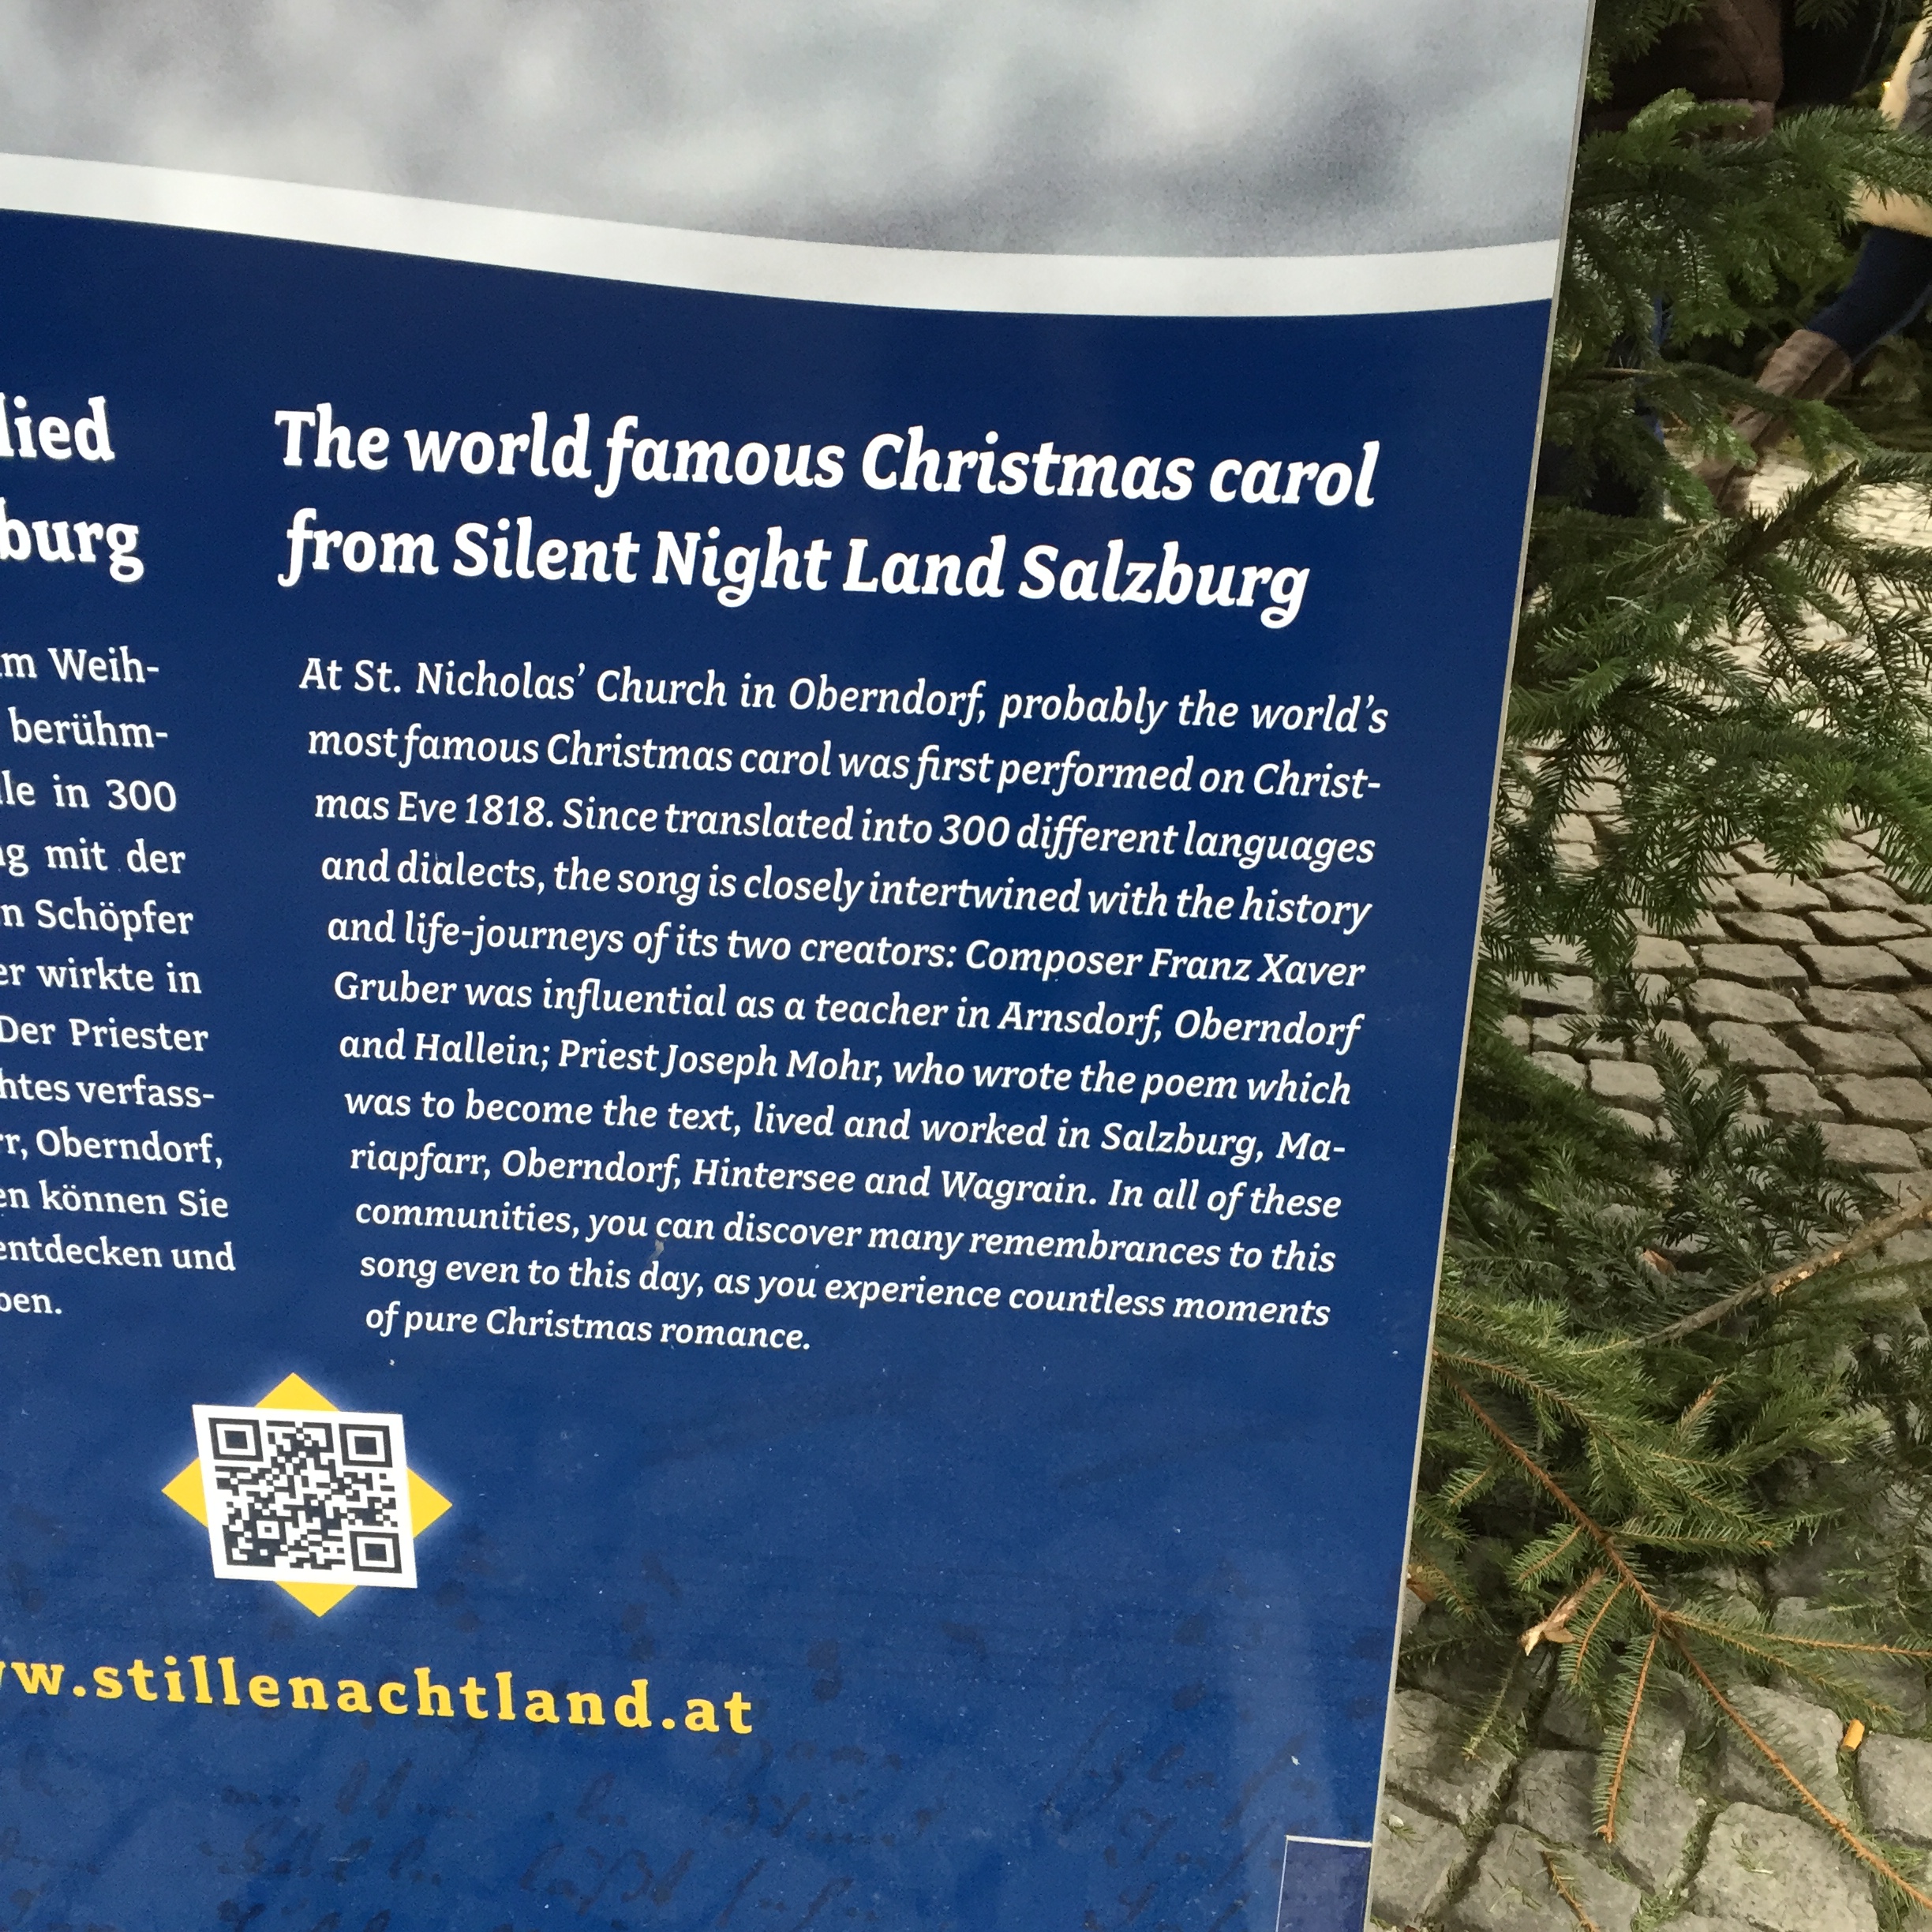 lied
burg
m Weih-
berühm-
lle in 300
mit der
n Schöpfer
er wirkte in
Der Priester
htes verfass-
rr, Oberndorf,
en können Sie
entdecken und
ben.
The world famous Christmas carol
from Silent Night Land Salzburg
At St. Nicholas’ Church in Oberndorf, probably the world’s
most famous Christmas carol was first performed on Christ-
mas Eve 1818. Since translated into 300 different languages
and dialects, the song is closely intertwined with the history
and life-journeys of its two creators: Composer Franz Xaver
Gruber was influential as a teacher in Arnsdorf, Oberndorf
and Hallein; Priest Joseph Mohr, who wrote the poem which
was to become the text, lived and worked in Salzburg, Ma-
riapfarr, Oberndorf, Hintersee and Wagrain. In all of these
communities, you can discover many remembrances to this
song even to this day, as you experience countless moments
of pure Christmas romance.
w.stillenachtland.at